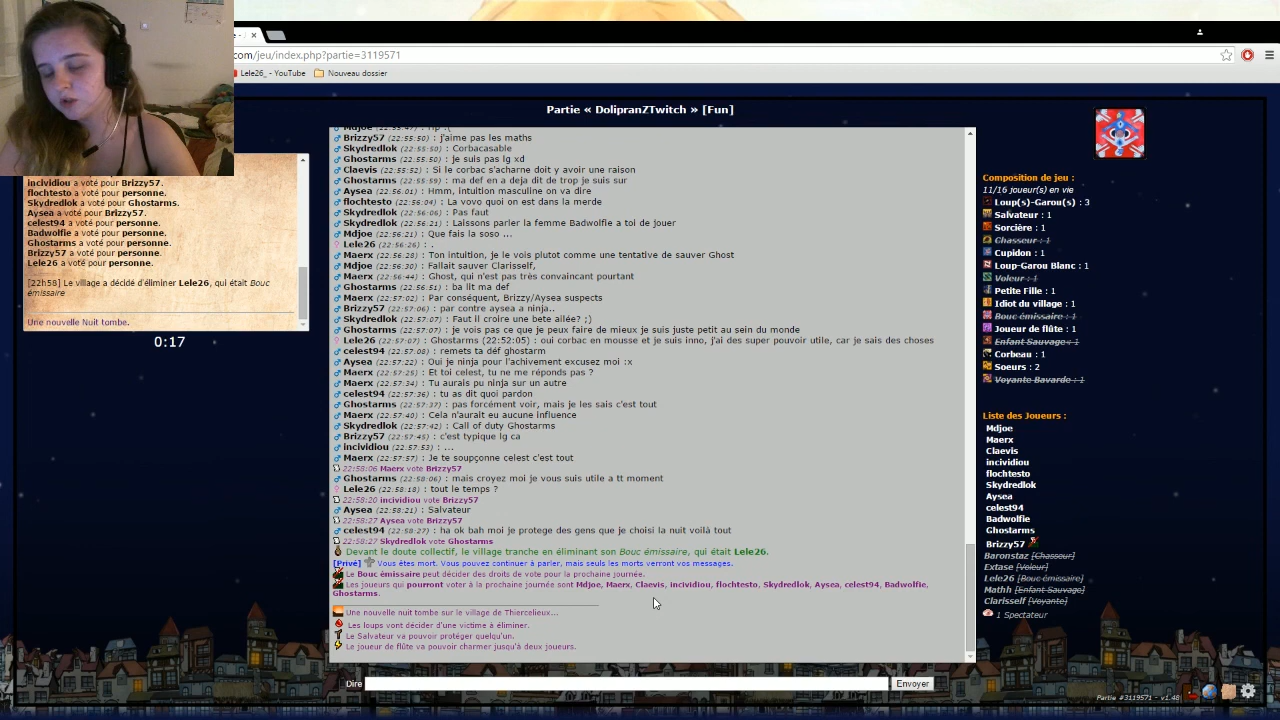 com/jeu/index.php?partie=3119571
Lele26_ - YouTube
Nouveau dossier
Partie « DolipranZTwitch » [Fun]
incividiou a voté pour Brizzy57.
flochtesto a voté pour personne.
Skydredlok a voté pour Ghostarms.
Aysea a voté pour Brizzy57.
celest94 a voté pour personne.
Badwolfie a voté pour personne.
Ghostarms a voté pour personne.
Brizzy57 a voté pour personne.
Lele26 a voté pour personne.
[22h58] Le village a décidé d'éliminer Lele26, qui était Bouc
émissaire
Une nouvelle Nuit tombe.
0:17
Brizzy57 (22:55:50) : j'aime pas les maths
Skydredlok (22:55:50) : Corbacasable
Ghostarms (22:55:50) : je suis pas lg xd
Claevis (22:55:52) : Si le corbac s'acharne doit y avoir une raison
Ghostarms (22:55:59) : ma def en a deja dit de trop je suis sur
Aysea (22:56:01) : Hmm, intuition masculine on va dire
flochtesto (22:56:04) : La vovo quoi on est dans la merde
Skydredlok (22:56:06) : Pas faut
Skydredlok (22:56:21) : Laissons parler la femme Badwolfie a toi de jouer
Mdjoe (22:56:21) : Que fais la soso ...
Lele26 (22:56:26) : .
Maerx (22:56:28) : Ton intuition, je le vois plutot comme une tentative de sauver Ghost
Mdjoe (22:56:30) : Fallait sauver Clarisself,
Maerx (22:56:44) : Ghost, qui n'est pas très convaincant pourtant
Ghostarms (22:56:51) : ba lit ma def
Maerx (22:57:02) : Par conséquent, Brizzy/Aysea suspects
Brizzy57 (22:57:06) : par contre aysea a ninja..
Skydredlok (22:57:07) : Faut il croire une bete allée? ;)
Ghostarms (22:57:07) : je vois pas ce que je peux faire de mieux je suis juste petit au sein du monde
Lele26 (22:57:07) : Ghostarms (22:52:05) : oui corbac en mousse et je suis inno, j'ai des super pouvoir utile, car je sais des choses
celest94 (22:57:08) : remets ta déf ghostarm
Aysea (22:57:22) : Oui je ninja pour l'achivement excusez moi :x
Maerx (22:57:25) : Et toi celest, tu ne me réponds pas ?
Maerx (22:57:34) : Tu aurais pu ninja sur un autre
celest94 (22:57:36) : tu as dit quoi pardon
Ghostarms (22:57:37) : pas forcément voir, mais je les sais c'est tout
Maerx (22:57:40) : Cela n'aurait eu aucune influence
Skydredlok (22:57:42) : Call of duty Ghostarms
Brizzy57 (22:57:45) : c'est typique lg ca
incividiou (22:57:53) : ...
Maerx (22:57:57) : Je te soupçonne celest c'est tout
22:58:06 Maerx vote Brizzy57
Ghostarms (22:58:06) : mais croyez moi je vous suis utile a tt moment
Lele26 (22:58:18) : tout le temps ?
22:58:20 incividiou vote Brizzy57
Aysea (22:58:21) : Salvateur
22:58:27 Aysea vote Brizzy57
celest94 (22:58:27) : ha ok bah moi je protege des gens que je choisi la nuit voilà tout
22:58:27 Skydredlok vote Ghostarms
Devant le doute collectif, le village tranche en éliminant son Bouc émissaire, qui était Lele26.
[Privé] Vous êtes mort. Vous pouvez continuer à parler, mais seuls les morts verront vos messages.
Le Bouc émissaire peut décider des droits de vote pour la prochaine journée.
Les joueurs qui pourront voter à la prochaine journée sont Mdjoe, Maerx, Claevis, incividiou, flochtesto, Skydredlok, Aysea, celest94, Badwolfie,
Ghostarms.
Une nouvelle nuit tombe sur le village de Thiercelieux...
Les loups vont décider d'une victime à éliminer.
Le Salvateur va pouvoir protéger quelqu'un.
Le joueur de flûte va pouvoir charmer jusqu'à deux joueurs.
Dire
Envoyer
Composition de jeu :
11/16 joueur(s) en vie
Loup(s)-Garou(s) : 3
Salvateur : 1
Sorcière : 1
Chasseur : 1
Cupidon : 1
Loup-Garou Blanc : 1
Voleur : 1
Petite Fille : 1
Idiot du village : 1
Bouc émissaire : 1
Joueur de flûte : 1
Enfant Sauvage : 1
Corbeau : 1
Soeurs : 2
Voyante Bavarde : 1
Liste des Joueurs :
Mdjoe
Maerx
Claevis
incividiou
flochtesto
Skydredlok
Aysea
celest94
Badwolfie
Ghostarms
Brizzy57
Baronstaz [Chasseur]
Extase [Voleur]
Lele26 [Bouc émissaire]
Mathh [Enfant Sauvage]
Clarisself [Voyante]
1 Spectateur
Partie #3119571 - v1.48